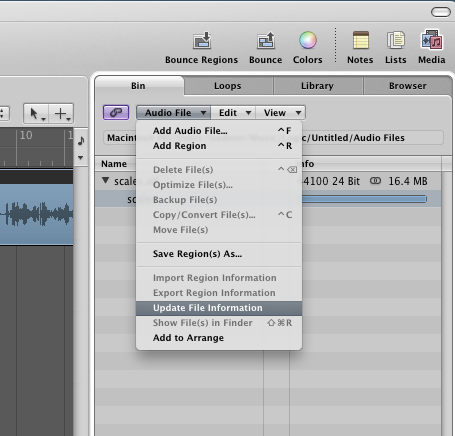 Bounce Regions Bounce Colors Notes Lists Media
Bin Loops Library Browser
Audio File Edit View
Add Audio File... ^F
Add Region ^R
Delete File(s) ^⌫
Optimize File(s)...
Backup File(s)
Copy/Convert File(s)... ^C
Move File(s)
Save Region(s) As...
Import Region Information
Export Region Information
Update File Information
Show File(s) in Finder ⇧⌘R
Add to Arrange
Macint c/Untitled/Audio Files
Name nfo
scale 4100 24 Bit 16.4 MB
sc
10 1